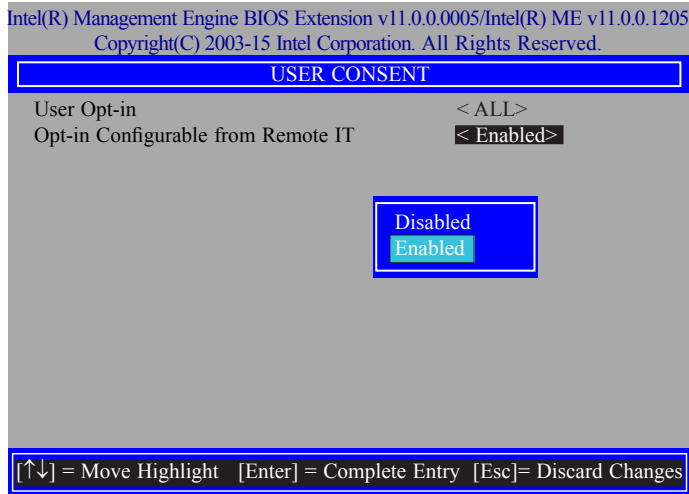 Intel(R) Management Engine BIOS Extension v11.0.0.0005/Intel(R) ME v11.0.0.1205
Copyright(C) 2003-15 Intel Corporation. All Rights Reserved.
USER CONSENT
User Opt-in < ALL>
Opt-in Configurable from Remote IT < Enabled>
Disabled
Enabled
[↑↓] = Move Highlight [Enter] = Complete Entry [Esc]= Discard Changes